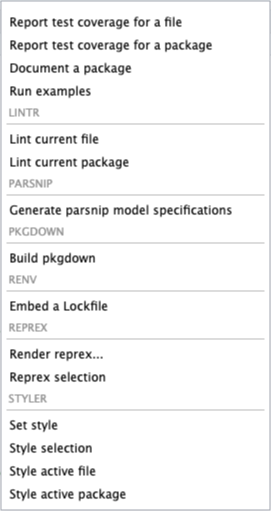 Report test coverage for a file
Report test coverage for a package
Document a package
Run examples
LINTR
Lint current file
Lint current package
PARSNIP
Generate parsnip model specifications
PKGDOWN
Build pkgdown
RENV
Embed a Lockfile
REPREX
Render reprex...
Reprex selection
STYLER
Set style
Style selection
Style active file
Style active package